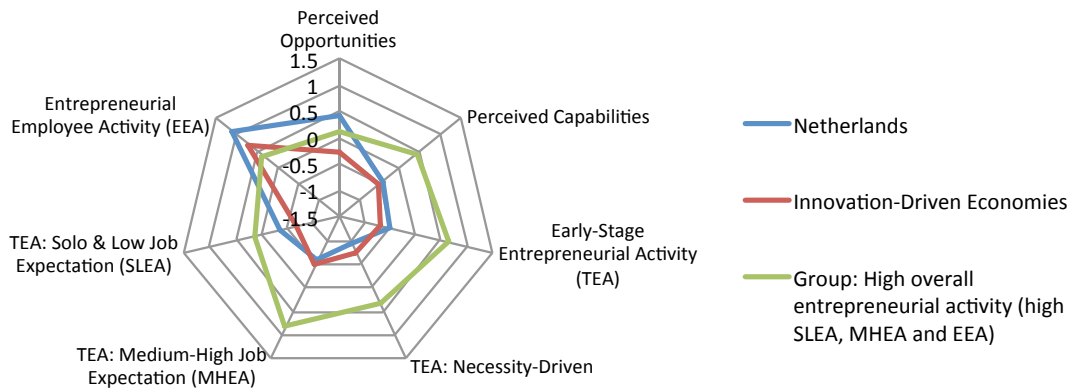 Perceived
Opportunities
1.5
1
0.5
0
-0.5
-1
-1.5
Perceived Capabilities
Early-Stage
Entrepreneurial Activity
(TEA)
TEA: Necessity-Driven
TEA: Medium-High Job
Expectation (MHEA)
TEA: Solo & Low Job
Expectation (SLEA)
Entrepreneurial
Employee Activity (EEA)
Netherlands
Innovation-Driven Economies
Group: High overall
entrepreneurial activity (high
SLEA, MHEA and EEA)